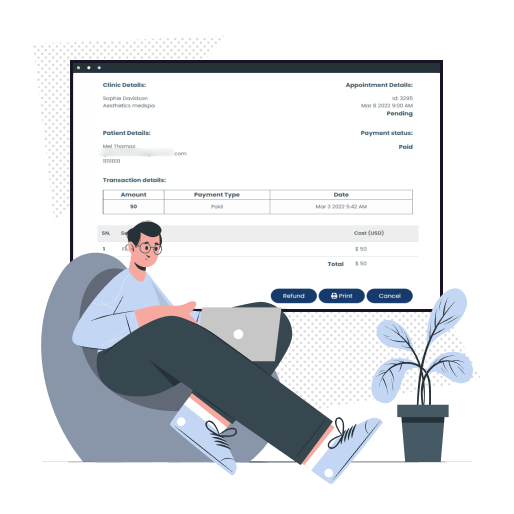 Clinic Details: Appointment Details:
Sophie Davidson Id: 3295
Aesthetics medspa Mar 8 2022 9:00 AM
Pending
Patient Details: Payment status:
Mel Thomas Paid
.com
11111111
Transaction details:
Amount Payment Type Date
50 Paid Mar 3 2022 5:42 AM
SN. Cost (USD)
1 $ 50
Total $ 50
Refund Print Cancel